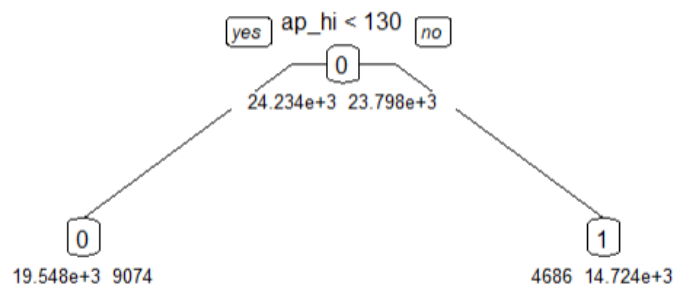 yes ap_hi < 130 no
0
24.234e+3 23.798e+3
0 1
19.548e+3 9074 4686 14.724e+3